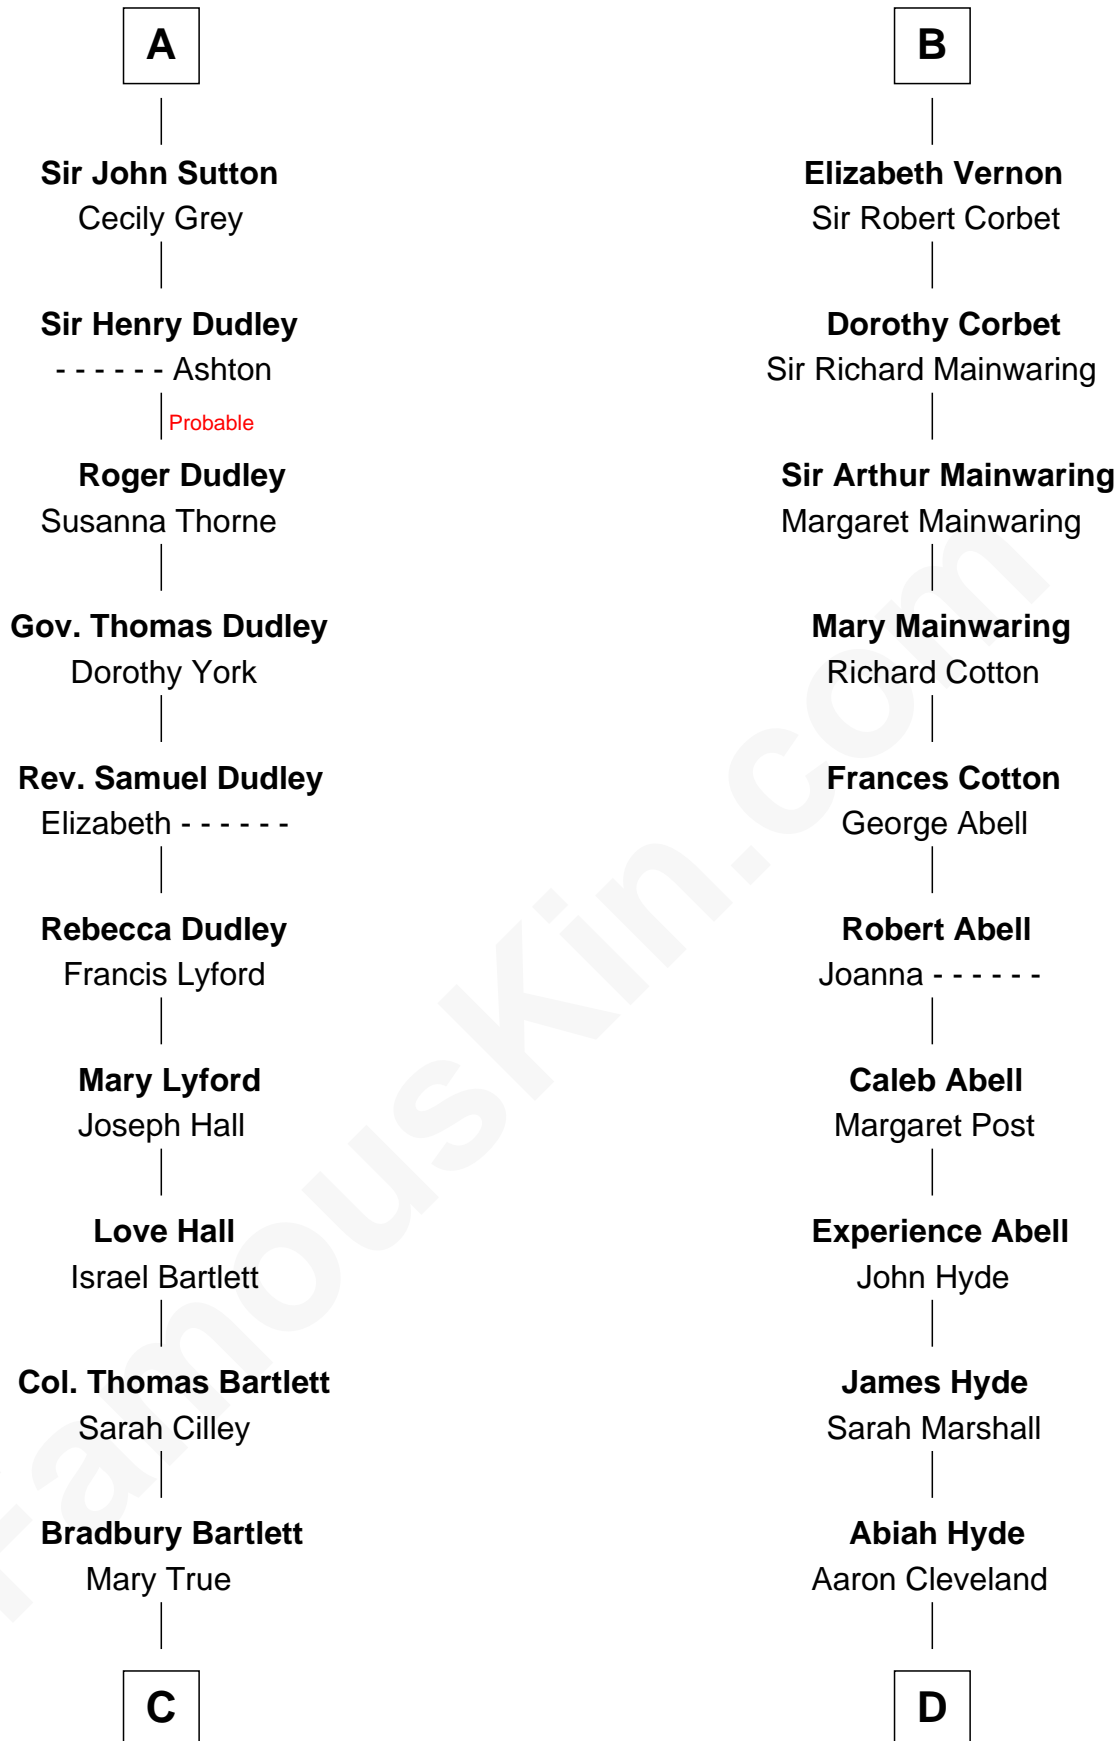 A
Sir John Sutton
Cecily Grey
Sir Henry Dudley
- - - - - - Ashton
Probable
Roger Dudley
Susanna Thorne
Gov. Thomas Dudley
Dorothy York
Rev. Samuel Dudley
Elizabeth - - - - - -
Rebecca Dudley
Francis Lyford
Mary Lyford
Joseph Hall
Love Hall
Israel Bartlett
Col. Thomas Bartlett
Sarah Cilley
Bradbury Bartlett
Mary True
C
B
Elizabeth Vernon
Sir Robert Corbet
Dorothy Corbet
Sir Richard Mainwaring
Sir Arthur Mainwaring
Margaret Mainwaring
Mary Mainwaring
Richard Cotton
Frances Cotton
George Abell
Robert Abell
Joanna - - - - - -
Caleb Abell
Margaret Post
Experience Abell
John Hyde
James Hyde
Sarah Marshall
Abiah Hyde
Aaron Cleveland
D
FamousKin.com